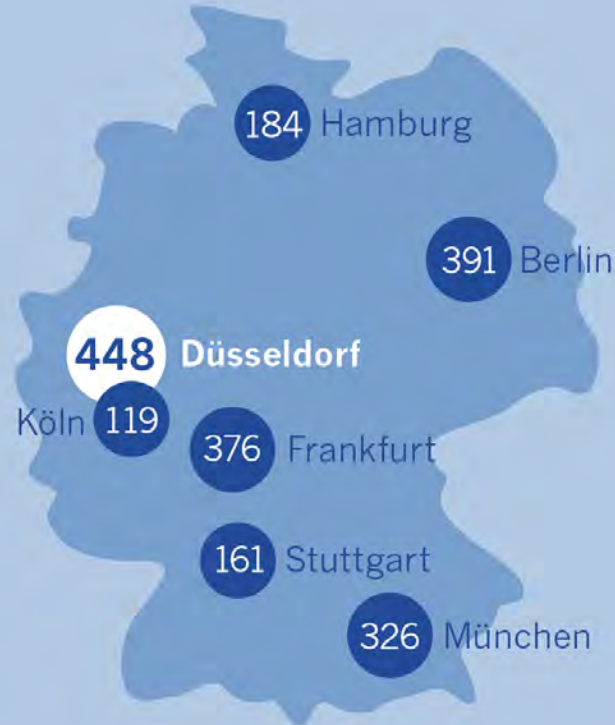 184 Hamburg
391 Berlin
448 Düsseldorf
Köln 119
376 Frankfurt
161 Stuttgart
326 München